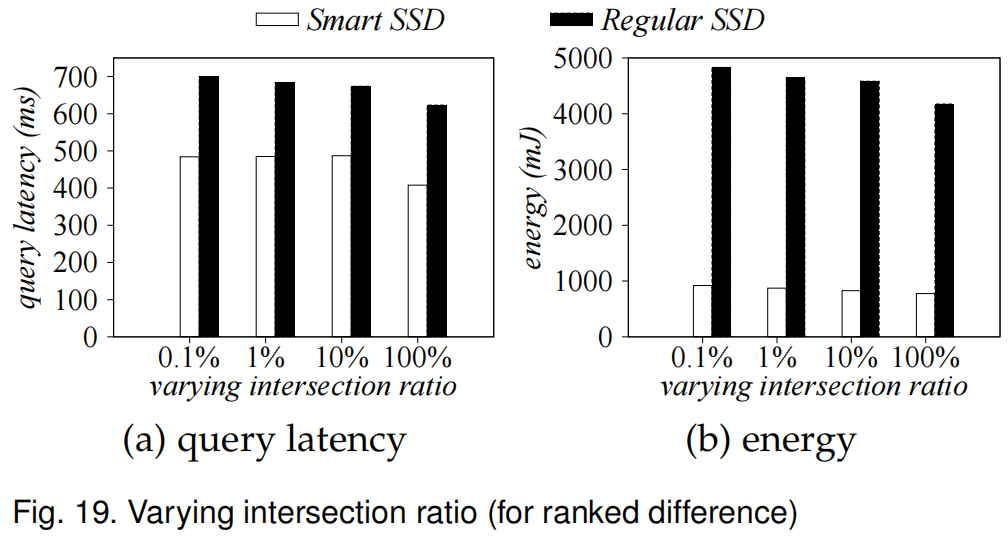 Smart SSD Regular SSD
query latency (ms)
700
600
500
400
300
200
100
0
0.1% 1% 10% 100%
varying intersection ratio
(a) query latency
energy (mJ)
5000
4000
3000
2000
1000
0
0.1% 1% 10% 100%
varying intersection ratio
(b) energy
Fig. 19. Varying intersection ratio (for ranked difference)